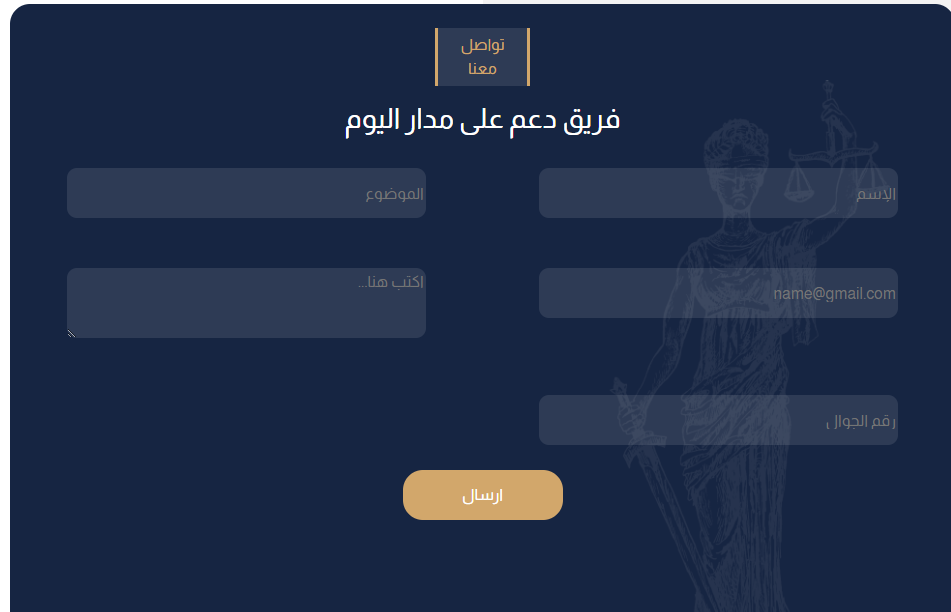 تواصل
معنا
فريق دعم على مدار اليوم
الإسم
الموضوع
name@gmail.com
اكتب هنا...
رقم الجوال
ارسال